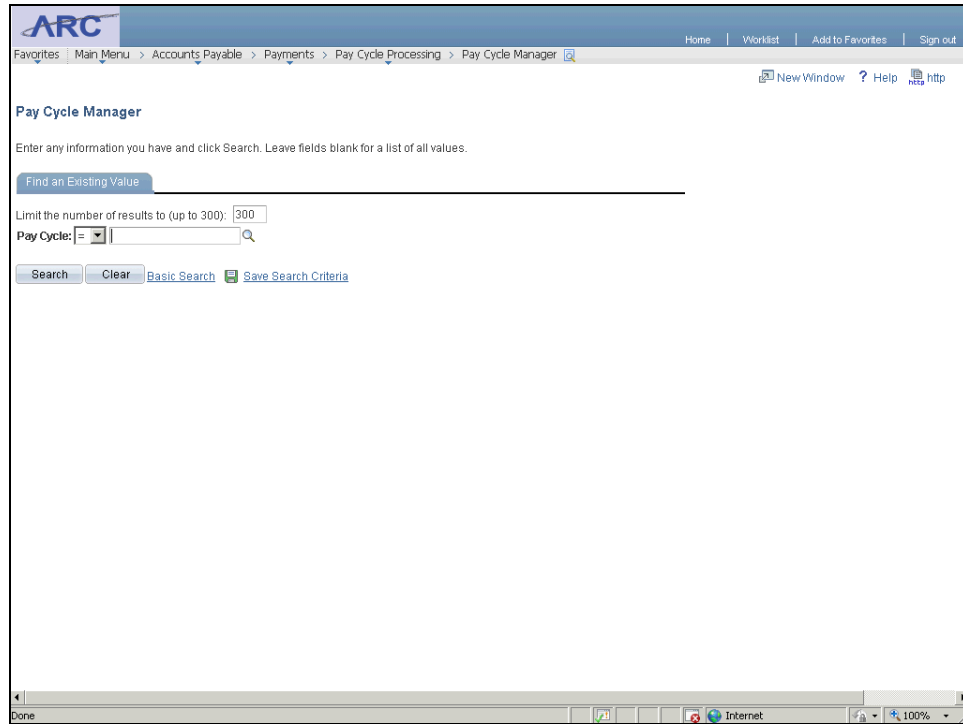 ARC
Home | Worklist | Add to Favorites | Sign out
Favorites Main Menu > Accounts Payable > Payments > Pay Cycle Processing > Pay Cycle Manager
New Window ? Help http http
Pay Cycle Manager
Enter any information you have and click Search. Leave fields blank for a list of all values.
Find an Existing Value
Limit the number of results to (up to 300): 300
Pay Cycle: =
Search Clear Basic Search Save Search Criteria
Done Internet 100%